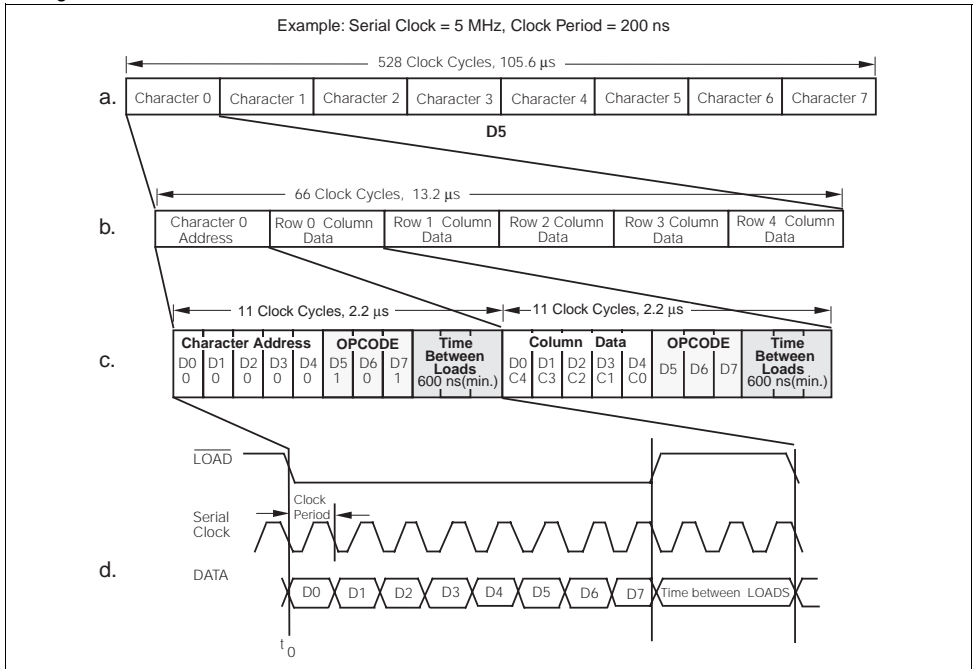 Example: Serial Clock = 5 MHz, Clock Period = 200 ns
528 Clock Cycles, 105.6 μs
a. Character 0 Character 1 Character 2 Character 3 Character 4 Character 5 Character 6 Character 7
D5
66 Clock Cycles, 13.2 μs
b. Character 0 Address Row 0 Column Data Row 1 Column Data Row 2 Column Data Row 3 Column Data Row 4 Column Data
11 Clock Cycles, 2.2 μs 11 Clock Cycles, 2.2 μs
c. Character Address OPCODE Time Between Loads 600 ns(min.) Column Data OPCODE Time Between Loads 600 ns(min.)
D0 D1 D2 D3 D4 D5 D6 D7 D0 D1 D2 D3 D4 D5 D6 D7
0 0 0 0 0 1 0 1 C4 C3 C2 C1 C0
LOAD
Clock Period
Serial Clock
d.
DATA D0 D1 D2 D3 D4 D5 D6 D7 Time between LOADS
t0